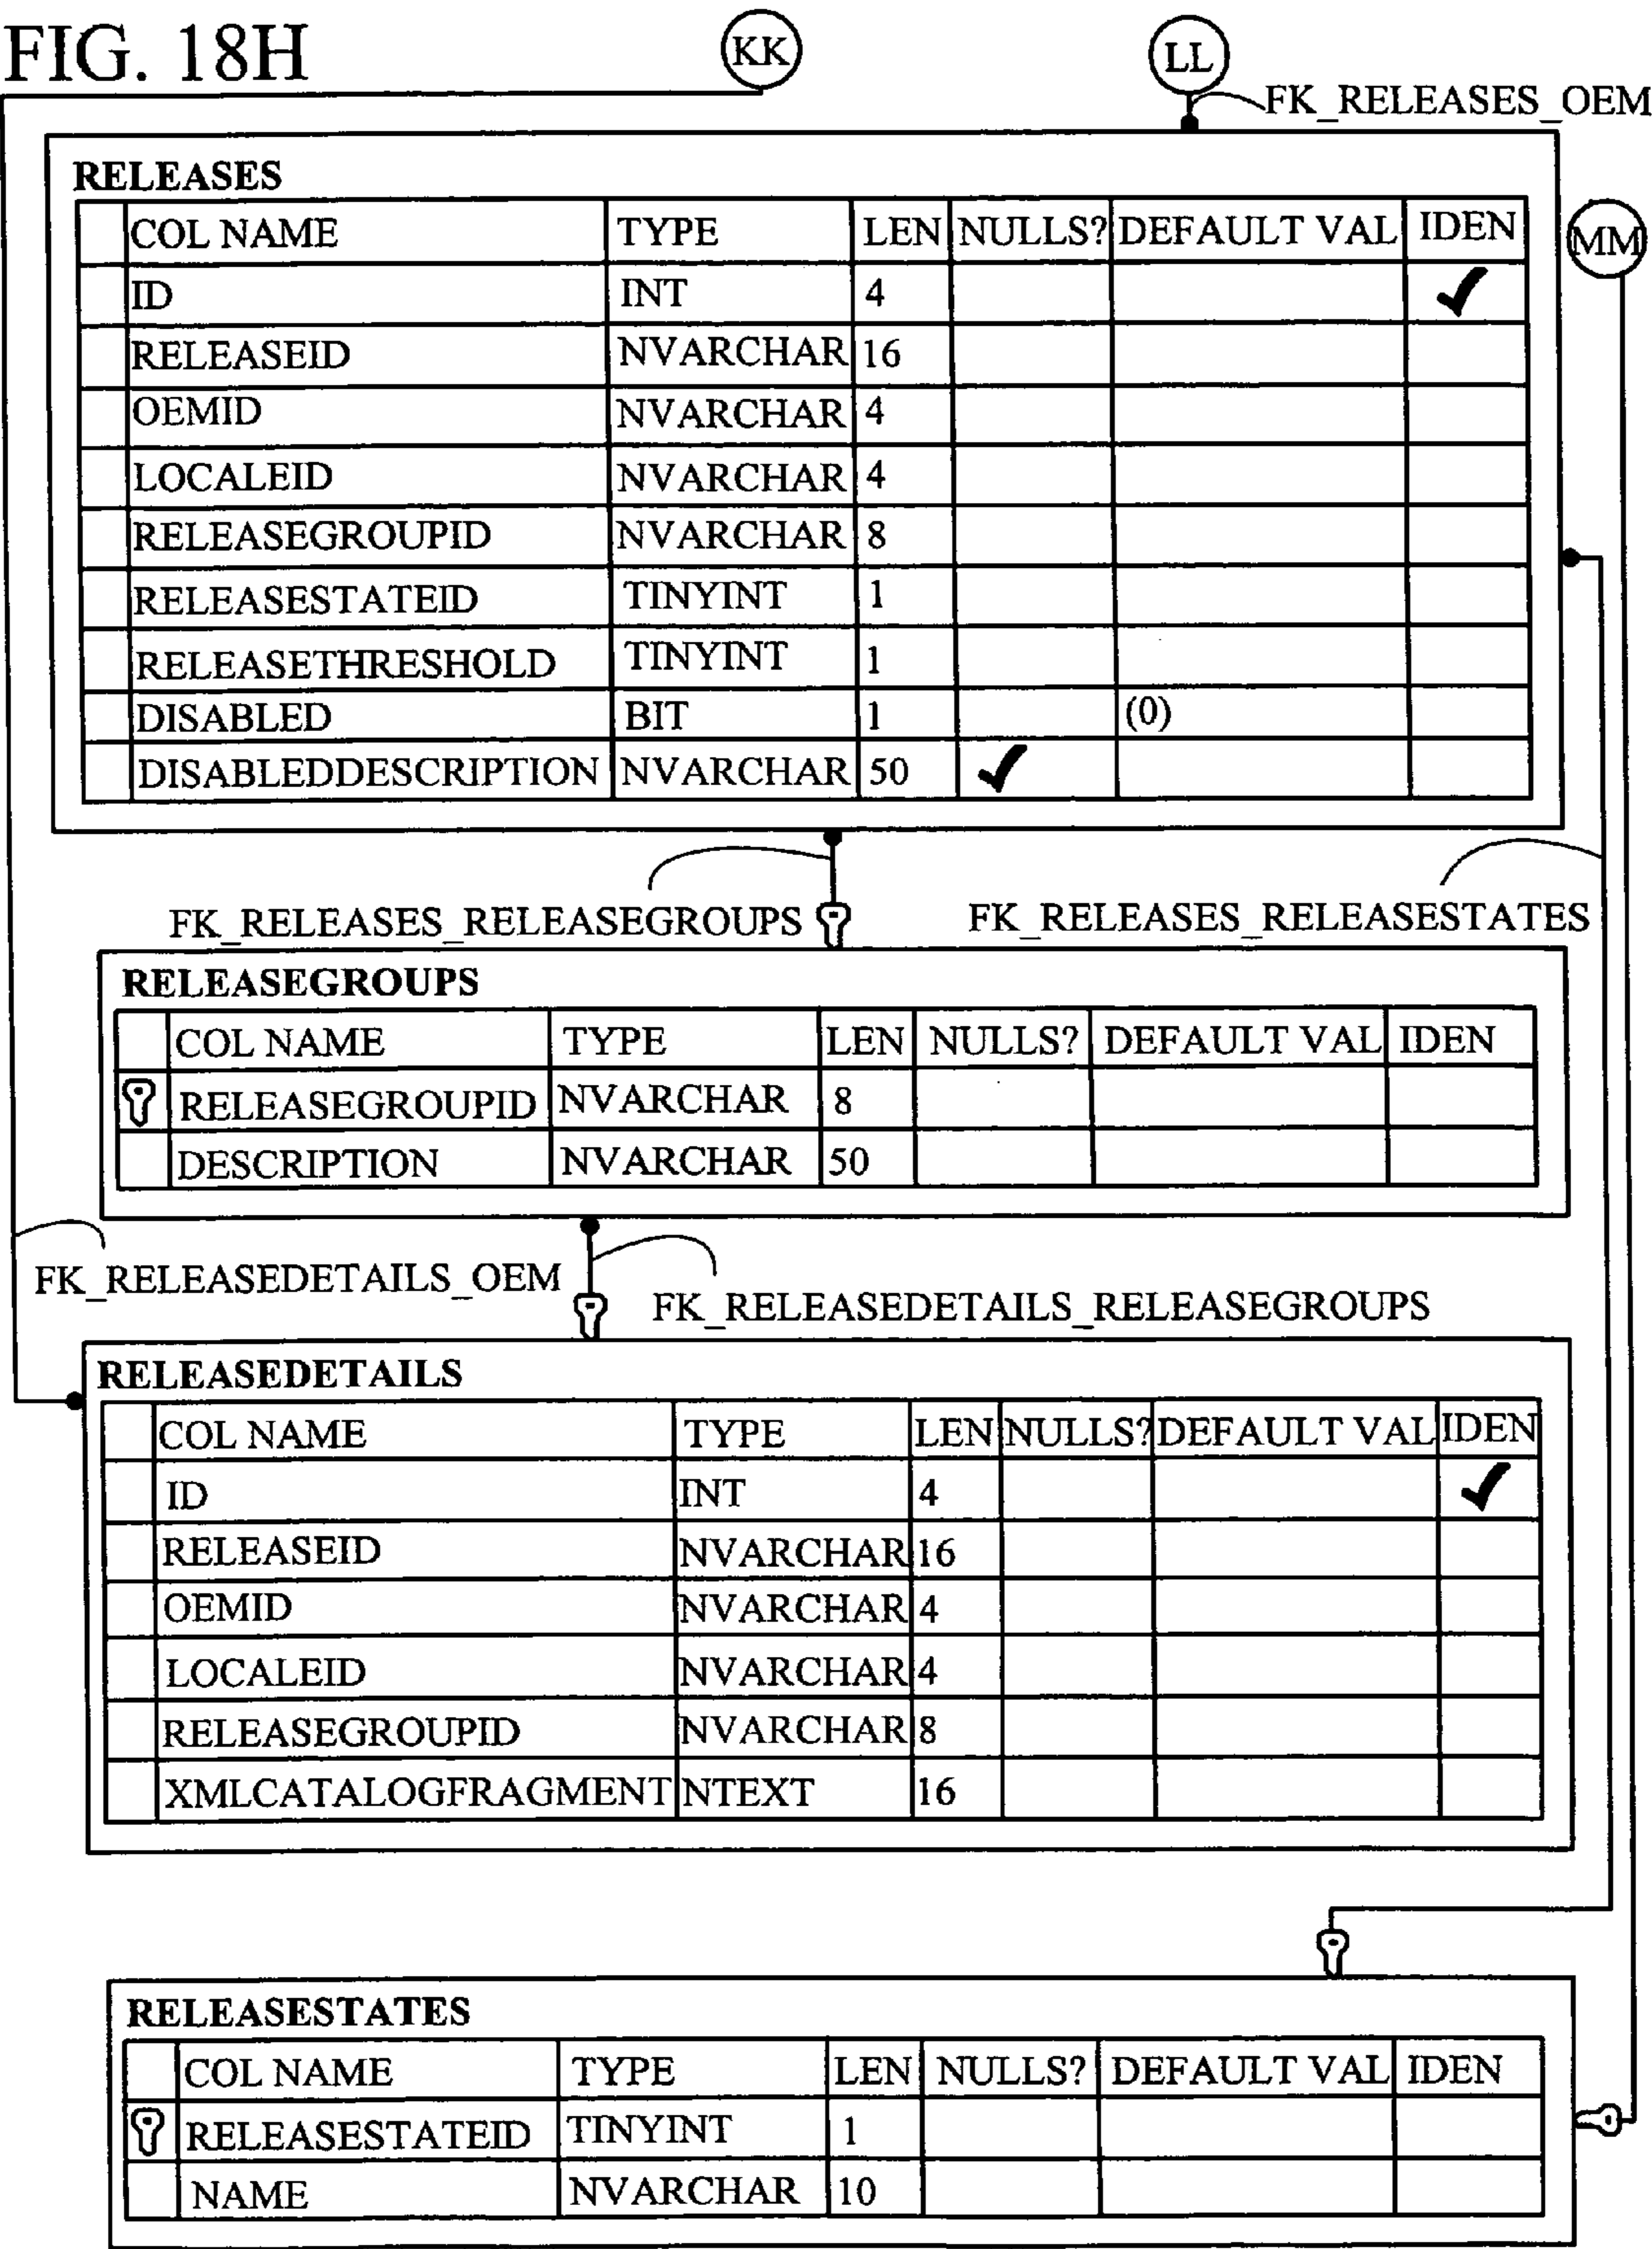 FIG. 18H
KK
LL
FK_RELEASES_OEM
RELEASES
COL NAME TYPE LEN NULLS? DEFAULT VAL IDEN
MM
ID INT 4 ✓
RELEASEID NVARCHAR 16
OEMID NVARCHAR 4
LOCALEID NVARCHAR 4
RELEASEGROUPID NVARCHAR 8
RELEASESTATEID TINYINT 1
RELEASETHRESHOLD TINYINT 1
DISABLED BIT 1 (0)
DISABLEDDESCRIPTION NVARCHAR 50 ✓
FK_RELEASES_RELEASEGROUPS
FK_RELEASES_RELEASESTATES
RELEASEGROUPS
COL NAME TYPE LEN NULLS? DEFAULT VAL IDEN
RELEASEGROUPID NVARCHAR 8
DESCRIPTION NVARCHAR 50
FK_RELEASEDETAILS_OEM
FK_RELEASEDETAILS_RELEASEGROUPS
RELEASEDETAILS
COL NAME TYPE LEN NULLS? DEFAULT VAL IDEN
ID INT 4 ✓
RELEASEID NVARCHAR 16
OEMID NVARCHAR 4
LOCALEID NVARCHAR 4
RELEASEGROUPID NVARCHAR 8
XMLCATALOGFRAGMENT NTEXT 16
RELEASESTATES
COL NAME TYPE LEN NULLS? DEFAULT VAL IDEN
RELEASESTATEID TINYINT 1
NAME NVARCHAR 10